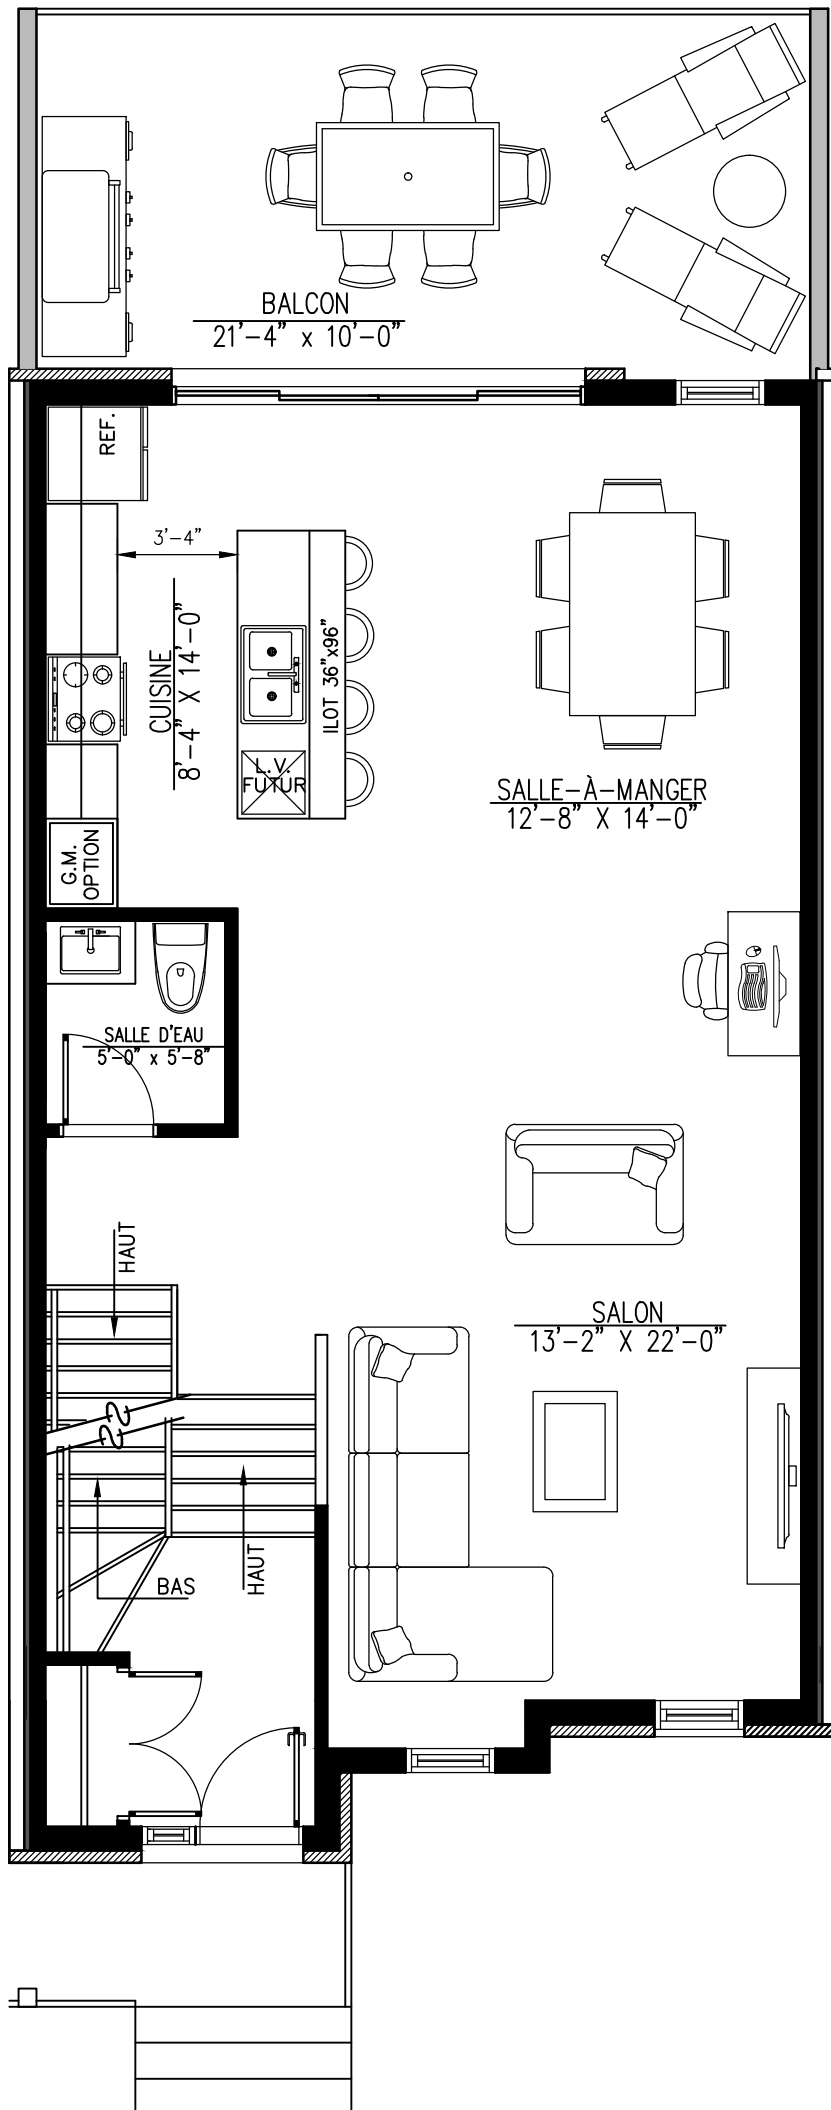 BALCON
21'-4" x 10'-0"
REF.
3'-4"
CUISINE
8'-4" X 14'-0"
ILOT 36"x96"
L.V.
FUTUR
SALLE-À-MANGER
12'-8" X 14'-0"
G.M.
OPTION
SALLE D'EAU
5'-0" x 5'-8"
HAUT
SALON
13'-2" X 22'-0"
BAS
HAUT